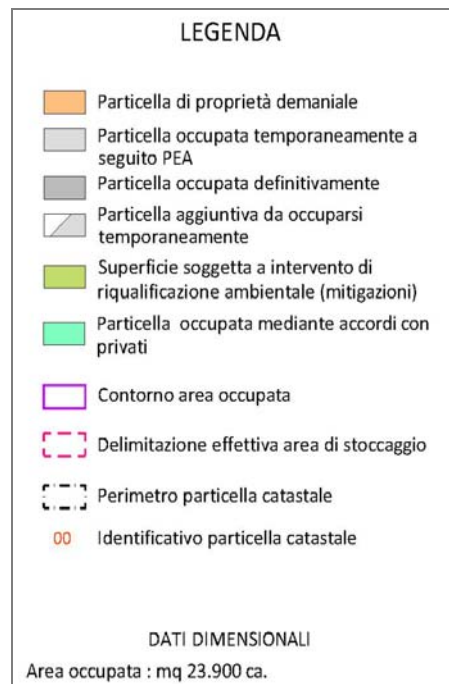 LEGENDA
Particella di proprietà demaniale
Particella occupata temporaneamente a
seguito PEA
Particella occupata definitivamente
Particella aggiuntiva da occuparsi
temporaneamente
Superficie soggetta a intervento di
riqualificazione ambientale (mitigazioni)
Particella occupata mediante accordi con
privati
Contorno area occupata
Delimitazione effettiva area di stoccaggio
Perimetro particella catastale
00 Identificativo particella catastale
DATI DIMENSIONALI
Area occupata : mq 23.900 ca.